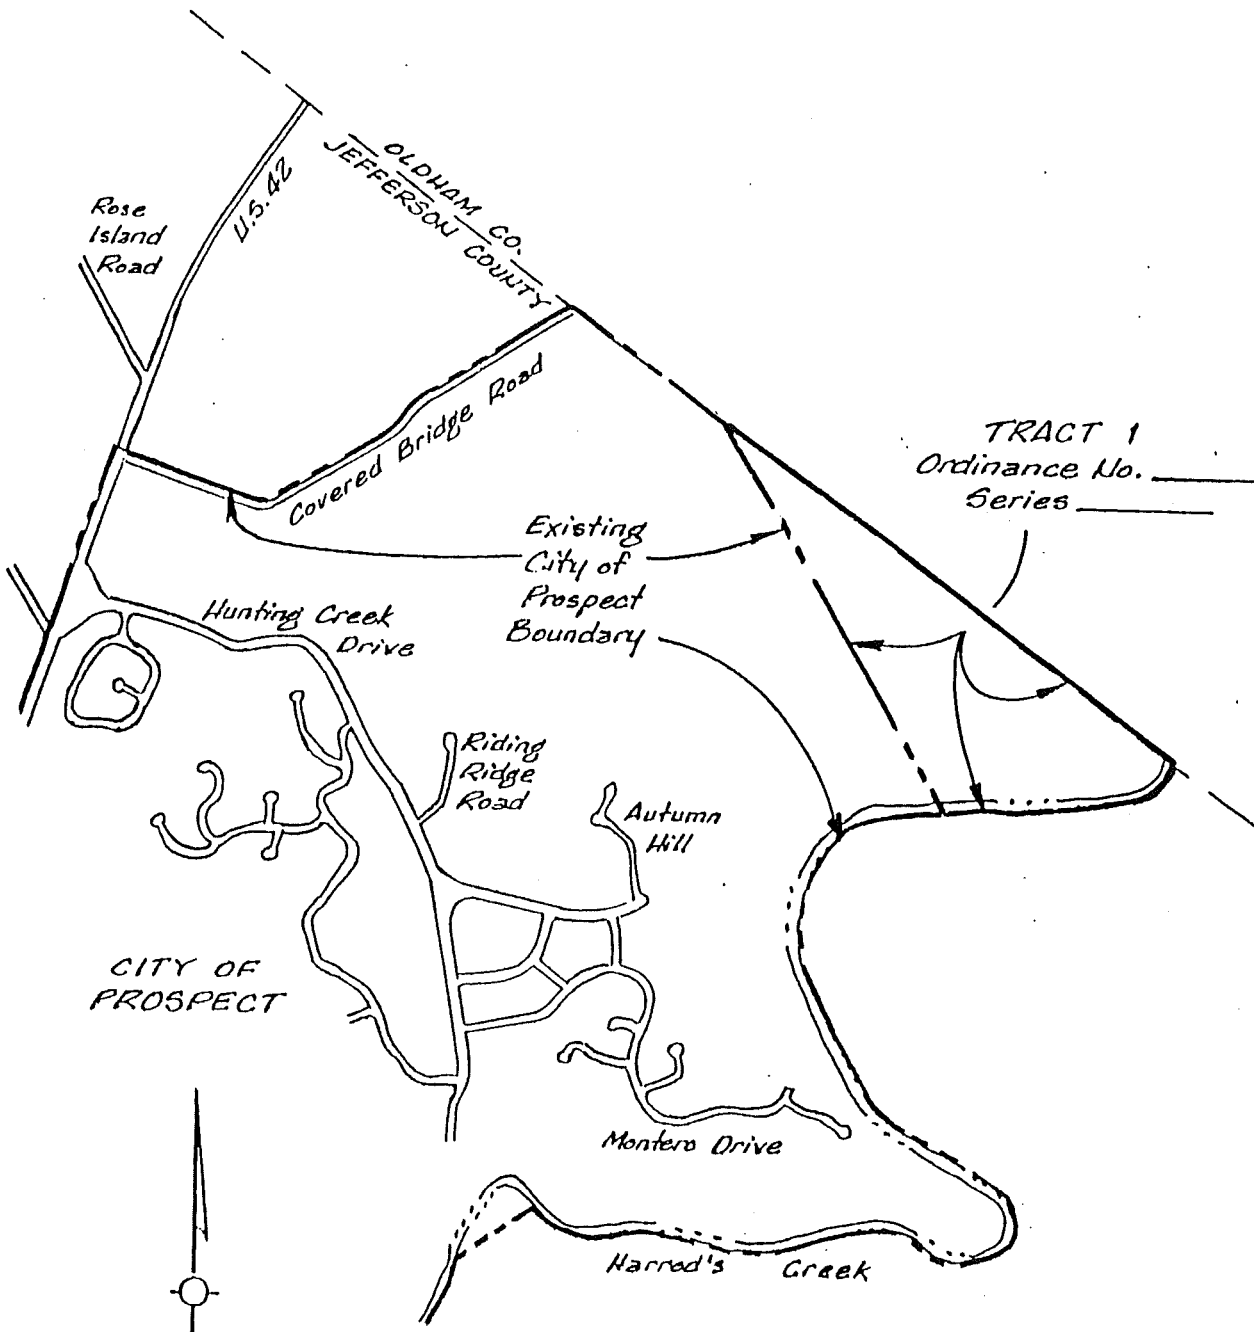 OLDHAM CO.
JEFFERSON COUNTY
U.S. 42
Rose
Island
Road
Covered Bridge Road
TRACT 1
Ordinance No.
Series
Existing
City of
Prospect
Boundary
Hunting Creek
Drive
Riding
Ridge
Road
Autumn
Hill
CITY OF
PROSPECT
Montero Drive
Harrod's Creek